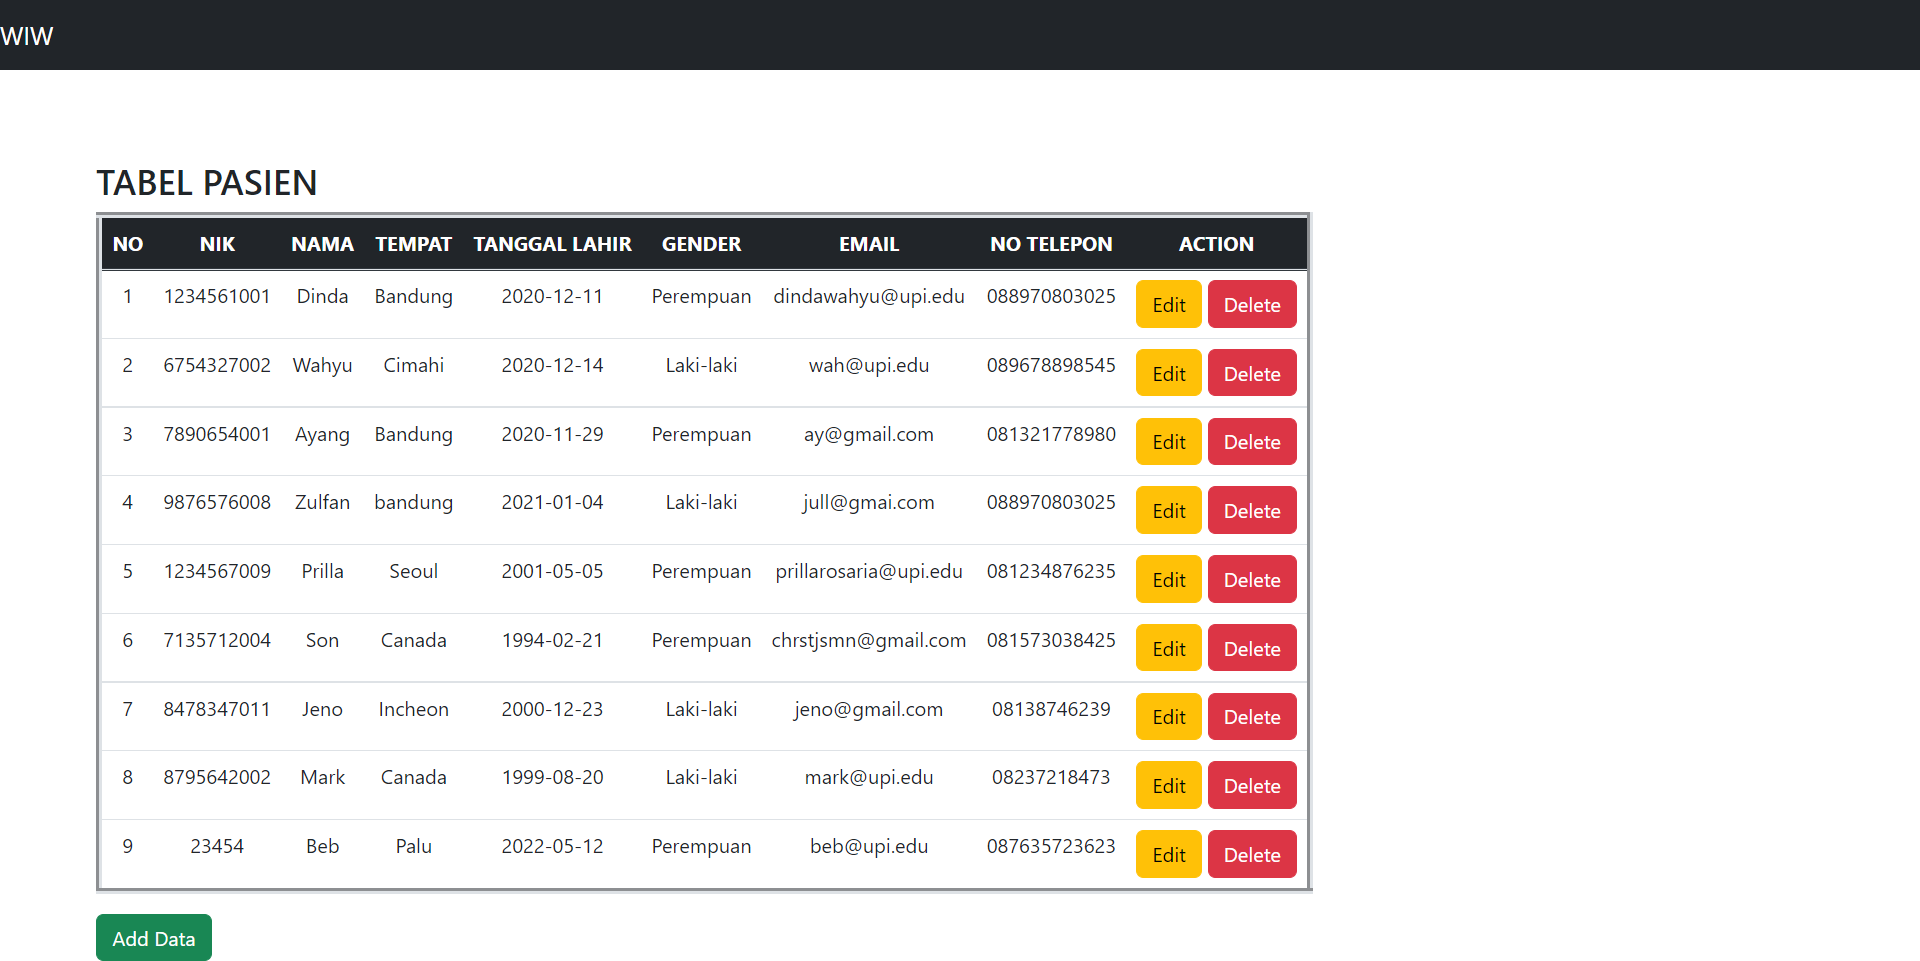 WIW
TABEL PASIEN
NO NIK NAMA TEMPAT TANGGAL LAHIR GENDER EMAIL NO TELEPON ACTION
1 1234561001 Dinda Bandung 2020-12-11 Perempuan dindawahyu@upi.edu 088970803025 Edit Delete
2 6754327002 Wahyu Cimahi 2020-12-14 Laki-laki wah@upi.edu 089678898545 Edit Delete
3 7890654001 Ayang Bandung 2020-11-29 Perempuan ay@gmail.com 081321778980 Edit Delete
4 9876576008 Zulfan bandung 2021-01-04 Laki-laki jull@gmai.com 088970803025 Edit Delete
5 1234567009 Prilla Seoul 2001-05-05 Perempuan prillarosaria@upi.edu 081234876235 Edit Delete
6 7135712004 Son Canada 1994-02-21 Perempuan chrstjsmn@gmail.com 081573038425 Edit Delete
7 8478347011 Jeno Incheon 2000-12-23 Laki-laki jeno@gmail.com 08138746239 Edit Delete
8 8795642002 Mark Canada 1999-08-20 Laki-laki mark@upi.edu 08237218473 Edit Delete
9 23454 Beb Palu 2022-05-12 Perempuan beb@upi.edu 087635723623 Edit Delete
Add Data